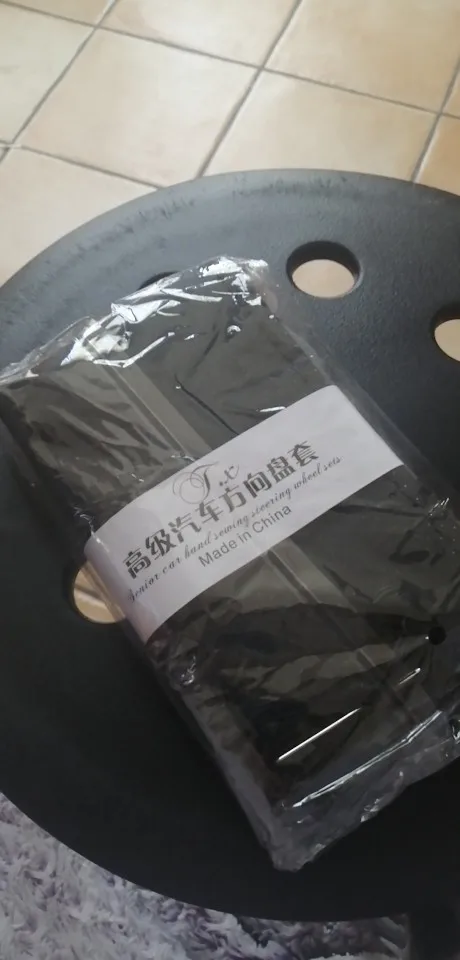 高级汽车方向盘套
Senior car hand sewing steering wheel sets
Made in China